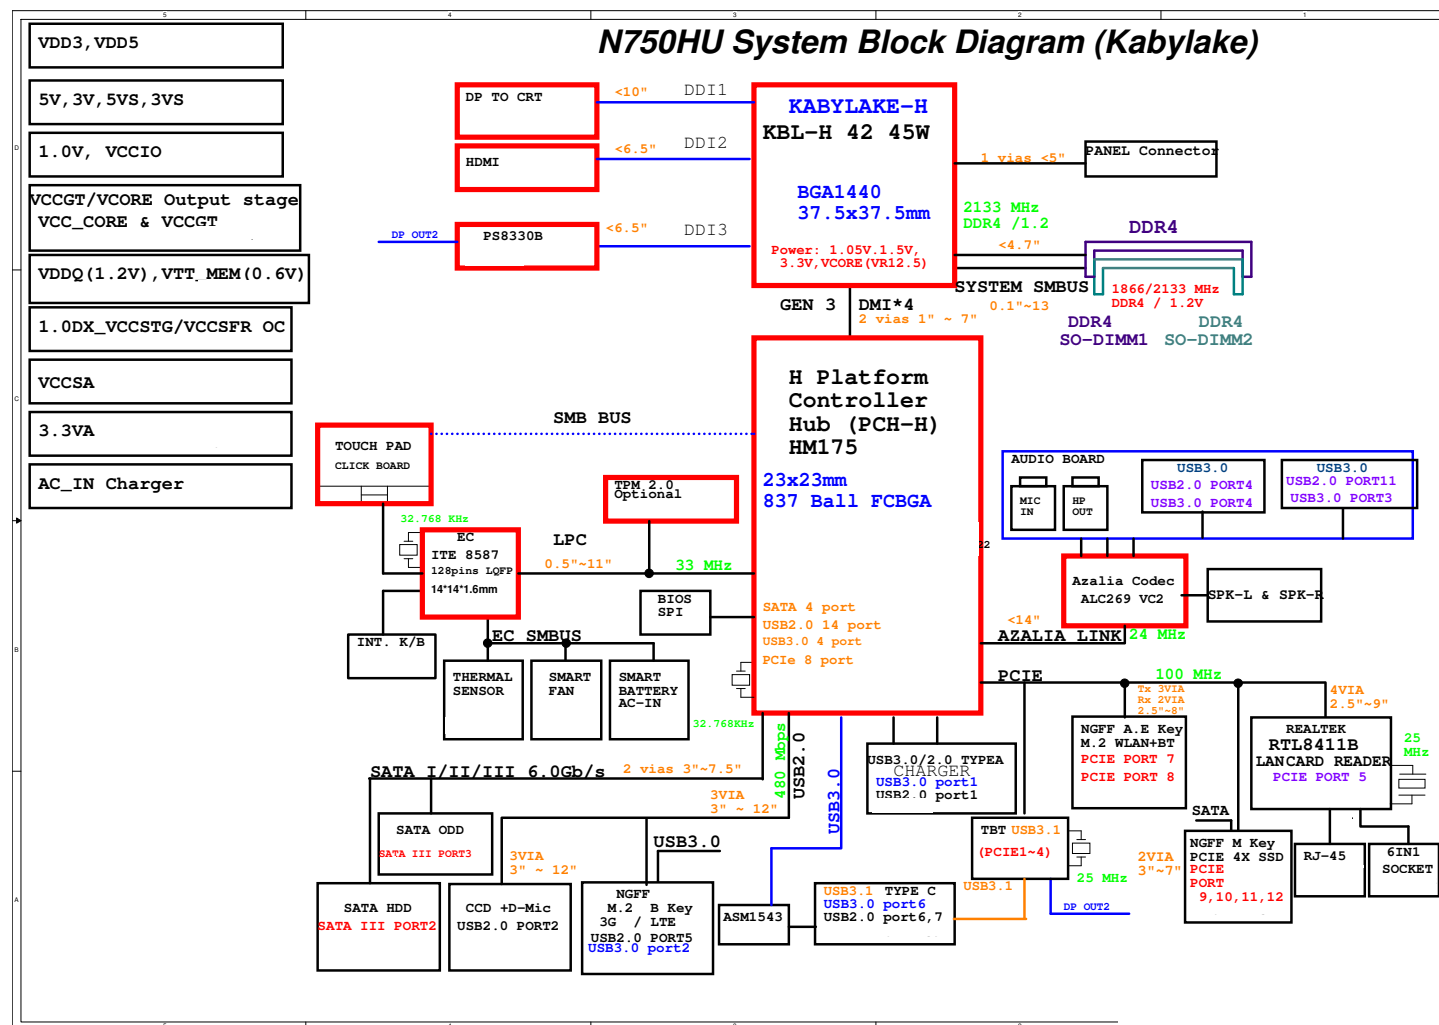 N750HU System Block Diagram (Kabylake)
VDD3,VDD5
5V,3V,5VS,3VS
1.0V, VCCIO
VCCGT/VCORE Output stage
VCC_CORE & VCCGT
VDDQ(1.2V),VTT_MEM(0.6V)
1.0DX_VCCSTG/VCCSFR OC
VCCSA
3.3VA
AC_IN Charger
DP TO CRT
<10"
DDI1
HDMI
<6.5"
DDI2
DP OUT2
PS8330B
<6.5"
DDI3
KABYLAKE-H
KBL-H 42 45W
BGA1440
37.5x37.5mm
Power: 1.05V.1.5V,
3.3V,VCORE(VR12.5)
1 vias <5"
PANEL Connector
2133 MHz
DDR4 /1.2
<4.7"
DDR4
SYSTEM SMBUS
0.1"~13
1866/2133 MHz
DDR4 / 1.2V
DDR4
SO-DIMM1
DDR4
SO-DIMM2
GEN 3
DMI*4
2 vias 1" ~ 7"
H Platform
Controller
Hub (PCH-H)
HM175
23x23mm
837 Ball FCBGA
SATA 4 port
USB2.0 14 port
USB3.0 4 port
PCIe 8 port
SMB BUS
TOUCH PAD
CLICK BOARD
TPM 2.0
Optional
32.768 KHz
EC
ITE 8587
128pins LQFP
14*14*1.6mm
LPC
0.5"~11"
33 MHz
BIOS
SPI
INT. K/B
EC SMBUS
THERMAL
SENSOR
SMART
FAN
SMART
BATTERY
AC-IN
32.768KHz
AUDIO BOARD
MIC
IN
HP
OUT
USB3.0
USB2.0 PORT4
USB3.0 PORT4
USB3.0
USB2.0 PORT11
USB3.0 PORT3
22
Azalia Codec
ALC269 VC2
SPK-L & SPK-R
<14"
AZALIA LINK
24 MHz
PCIE
100 MHz
Tx 3VIA
Rx 2VIA
2.5"~8"
4VIA
2.5"~9"
NGFF A.E Key
M.2 WLAN+BT
PCIE PORT 7
PCIE PORT 8
REALTEK
RTL8411B
LANCARD READER
PCIE PORT 5
25
MHz
SATA I/II/III 6.0Gb/s
2 vias 3"~7.5"
480 Mbps
USB2.0
USB3.0
3VIA
3" ~ 12"
USB3.0/2.0 TYPEA
CHARGER
USB3.0 port1
USB2.0 port1
SATA ODD
SATA III PORT3
3VIA
3" ~ 12"
USB3.0
TBT USB3.1
(PCIE1~4)
25 MHz
USB3.1
DP OUT2
SATA
2VIA
3"~7"
NGFF M Key
PCIE 4X SSD
PCIE
PORT
9,10,11,12
RJ-45
6IN1
SOCKET
SATA HDD
SATA III PORT2
CCD +D-Mic
USB2.0 PORT2
NGFF
M.2 B Key
3G / LTE
USB2.0 PORT5
USB3.0 port2
ASM1543
USB3.1 TYPE C
USB3.0 port6
USB2.0 port6,7